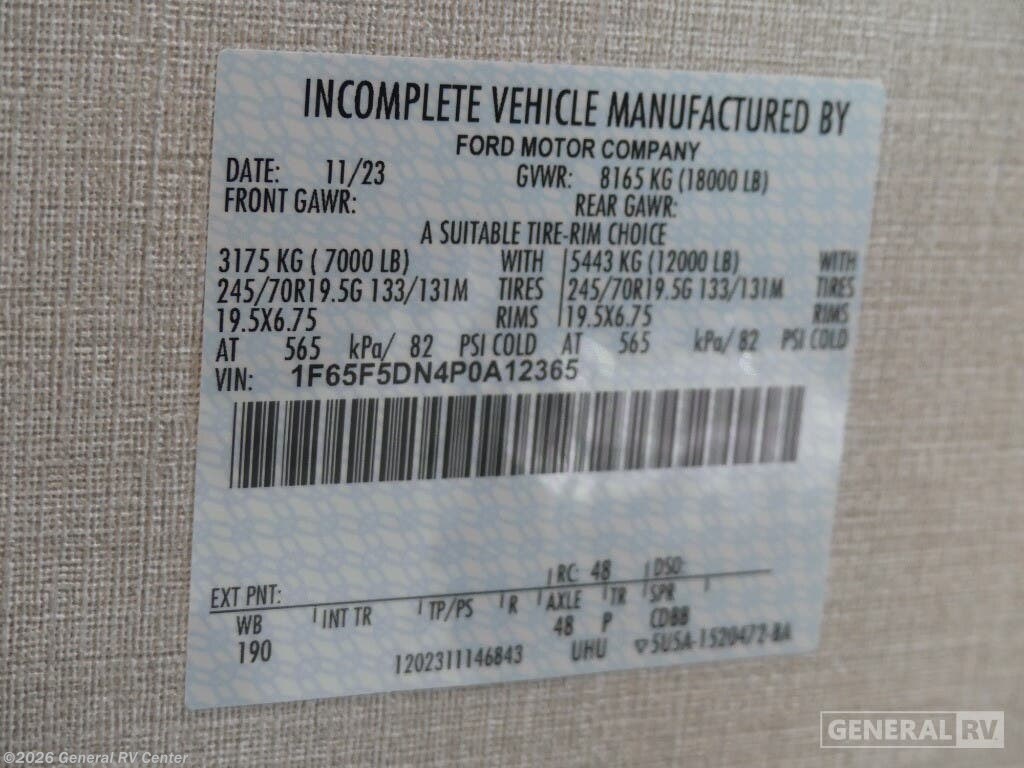 INCOMPLETE VEHICLE MANUFACTURED BY
FORD MOTOR COMPANY
DATE: 11/23 GVWR: 8165 KG (18000 LB)
FRONT GAWR: REAR GAWR:
A SUITABLE TIRE-RIM CHOICE
3175 KG ( 7000 LB) WITH 5443 KG (12000 LB) WITH
245/70R19.5G 133/131M TIRES 245/70R19.5G 133/131M TIRES
19.5X6.75 RIMS 19.5X6.75 RIMS
AT 565 kPa/ 82 PSI COLD AT 565 kPa/ 82 PSI COLD
VIN: 1F65F5DN4P0A12365
RC: 48 DSO:
EXT PNT:
WB INT TR TP/PS R AXLE TR SPR
48 P CDBB
190 1202311146843 UHU 5U5A-1520472-BA
GENERAL RV
©2026 General RV Center